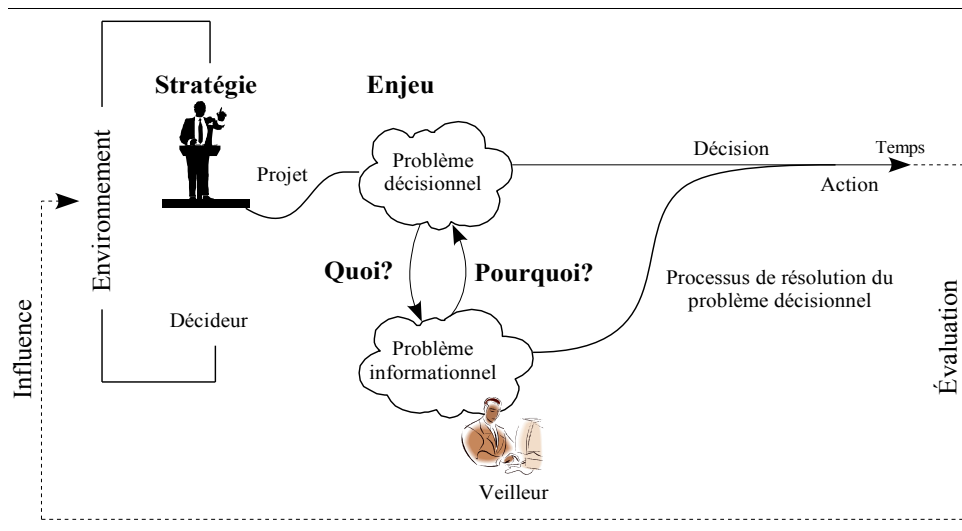 Stratégie
Enjeu
Environnement
Projet
Problème
décisionnel
Décision
Temps
Action
Quoi?
Pourquoi?
Processus de résolution du
problème décisionnel
Décideur
Problème
informationnel
Influence
Évaluation
Veilleur